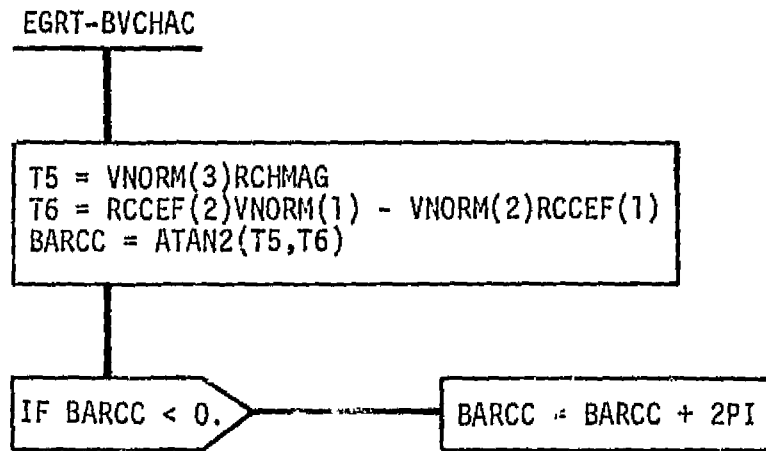 EGRT-BVCHAC
T5 = VNORM(3)RCHMAG
T6 = RCCEF(2)VNORM(1) - VNORM(2)RCCEF(1)
BARCC = ATAN2(T5,T6)
IF BARCC < 0.
BARCC = BARCC + 2PI